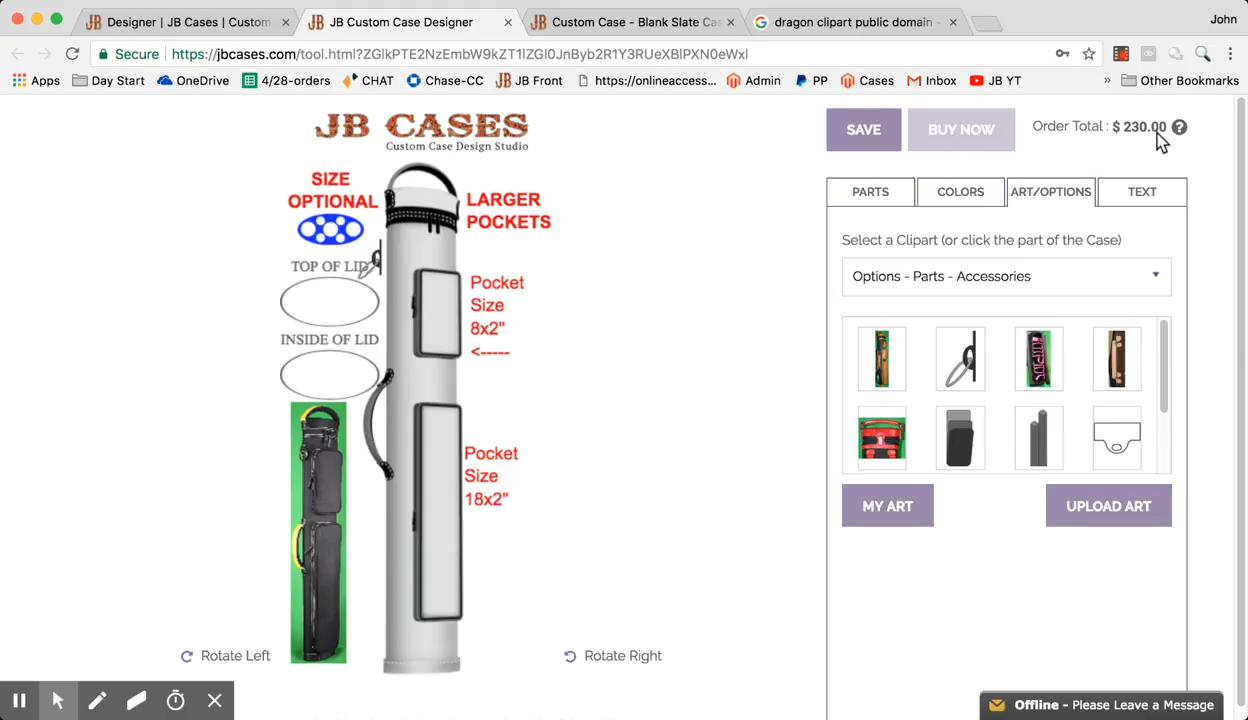 Designer | JB Cases | Custom
JB Custom Case Designer
Custom Case - Blank Slate Cas
dragon clipart public domain -
John
Secure
https://jbcases.com/tool.html?ZGlkPTE2NzEmbW9kZT1lZGl0JnByb2R1Y3RUeXBlPXN0eWxl
Apps
Day Start
OneDrive
4/28-orders
CHAT
Chase-CC
JB Front
https://onlineaccess...
Admin
PP
Cases
Inbox
JB YT
»
Other Bookmarks
JB CASES
Custom Case Design Studio
SAVE
BUY NOW
Order Total : $ 230.00 ?
SIZE
OPTIONAL
TOP OF LID
INSIDE OF LID
LARGER
POCKETS
Pocket
Size
8x2"
<-----
Pocket
Size
18x2"
Rotate Left
Rotate Right
PARTS
COLORS
ART/OPTIONS
TEXT
Select a Clipart (or click the part of the Case)
Options - Parts - Accessories
MY ART
UPLOAD ART
Offline - Please Leave a Message